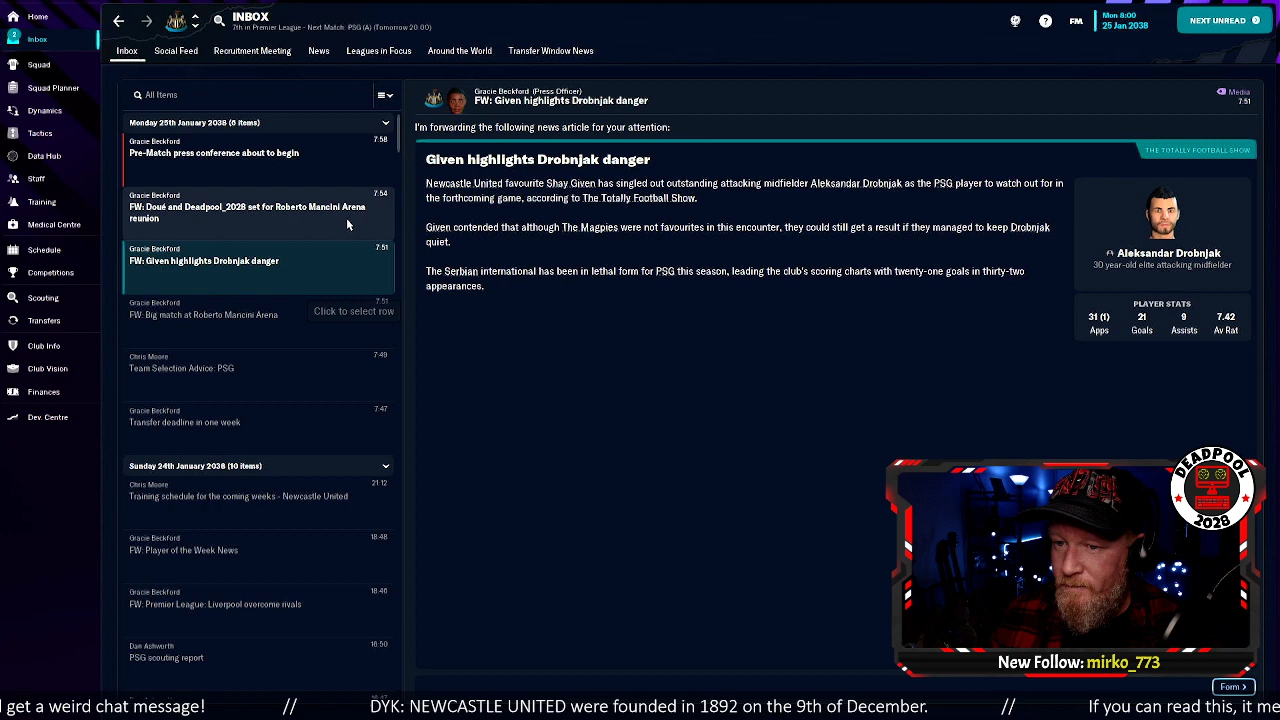 Home
2
Inbox
Squad
Squad Planner
Dynamics
Tactics
Data Hub
Staff
Training
Medical Centre
Schedule
Competitions
Scouting
Transfers
Club Info
Club Vision
Finances
Dev. Centre
INBOX
7th in Premier League - Next Match: PSG (A) (Tomorrow 20:00)
FM
Mon 8:00
25 Jan 2038
NEXT UNREAD
Inbox Social Feed Recruitment Meeting News Leagues in Focus Around the World Transfer Window News
All Items
Monday 25th January 2038 (6 items)
Gracie Beckford 7:58
Pre-Match press conference about to begin
Gracie Beckford 7:54
FW: Doué and Deadpool_2028 set for Roberto Mancini Arena
reunion
Gracie Beckford 7:51
FW: Given highlights Drobnjak danger
Gracie Beckford 7:51
FW: Big match at Roberto Mancini Arena
Click to select row
Chris Moore 7:49
Team Selection Advice: PSG
Gracie Beckford 7:47
Transfer deadline in one week
Sunday 24th January 2038 (10 items)
Chris Moore 21:12
Training schedule for the coming weeks - Newcastle United
Gracie Beckford 18:48
FW: Player of the Week News
Gracie Beckford 18:46
FW: Premier League: Liverpool overcome rivals
Dan Ashworth 16:50
PSG scouting report
Gracie Beckford (Press Officer)
FW: Given highlights Drobnjak danger
Media
7:51
I'm forwarding the following news article for your attention:
THE TOTALLY FOOTBALL SHOW
Given highlights Drobnjak danger
Newcastle United favourite Shay Given has singled out outstanding attacking midfielder Aleksandar Drobnjak as the PSG player to watch out for in
the forthcoming game, according to The Totally Football Show.
Given contended that although The Magpies were not favourites in this encounter, they could still get a result if they managed to keep Drobnjak
quiet.
The Serbian international has been in lethal form for PSG this season, leading the club's scoring charts with twenty-one goals in thirty-two
appearances.
Aleksandar Drobnjak
30 year-old elite attacking midfielder
PLAYER STATS
31 (1) 21 9 7.42
Apps Goals Assists Av Rat
DEADPOOL
2028
New Follow: mirko_773
Form
l get a weird chat message! // DYK: NEWCASTLE UNITED were founded in 1892 on the 9th of December. // If you can read this, it me